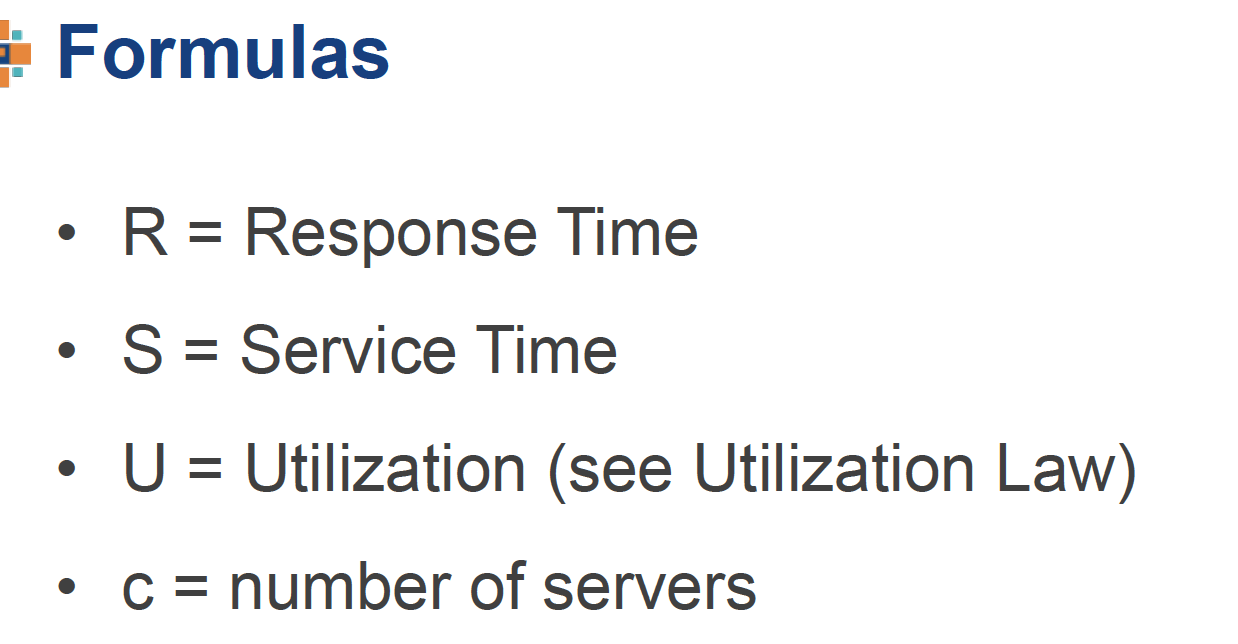 Formulas
• R = Response Time
• S = Service Time
• U = Utilization (see Utilization Law)
• c = number of servers